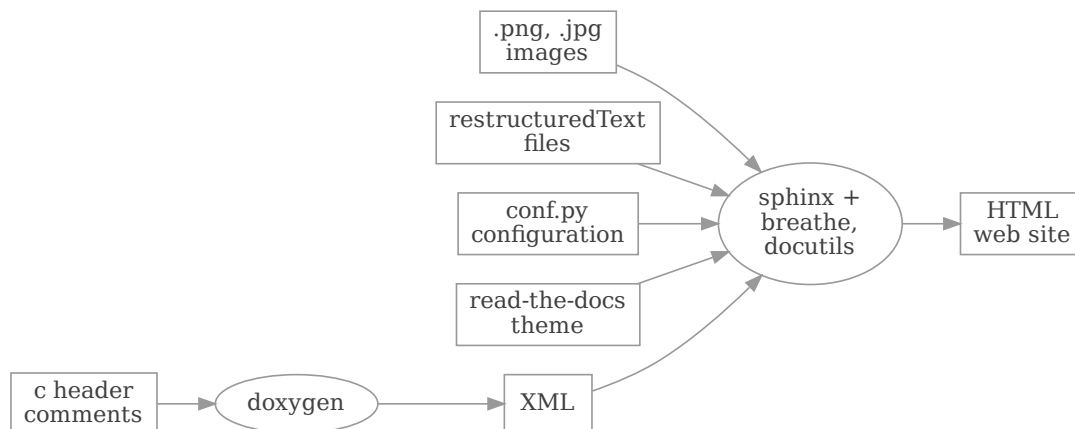 .png, .jpg
images
restructuredText
files
conf.py
configuration
read-the-docs
theme
c header
comments
doxygen
XML
sphinx +
breathe,
docutils
HTML
web site